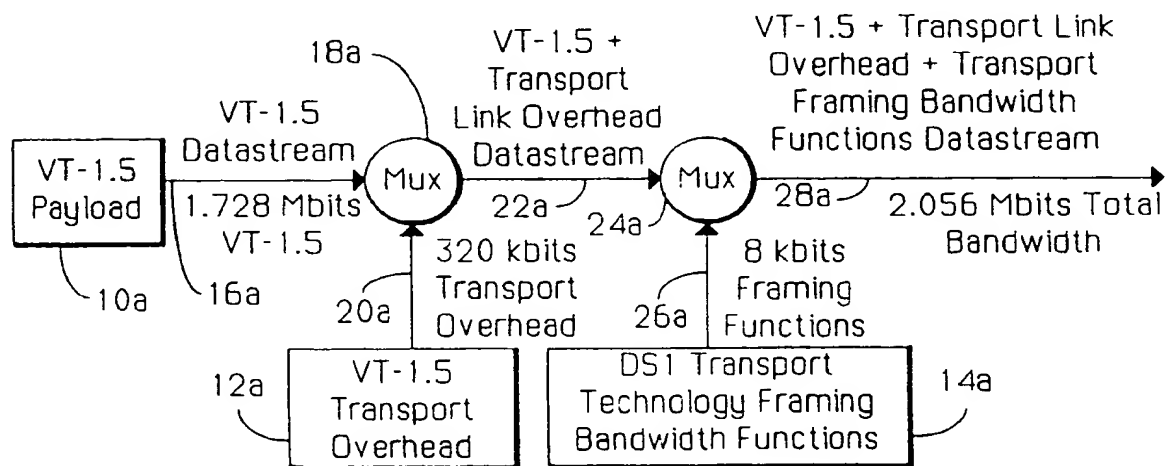 18a
VT-1.5
Datastream
VT-1.5 +
Transport
Link Overhead
Datastream
VT-1.5 + Transport Link
Overhead + Transport
Framing Bandwidth
Functions Datastream
VT-1.5
Payload
Mux
Mux
1.728 Mbits
VT-1.5
22a
24a
28a
2.056 Mbits Total
Bandwidth
10a
16a
20a
320 kbits
Transport
Overhead
26a
8 kbits
Framing
Functions
12a
VT-1.5
Transport
Overhead
DS1 Transport
Technology Framing
Bandwidth Functions
14a